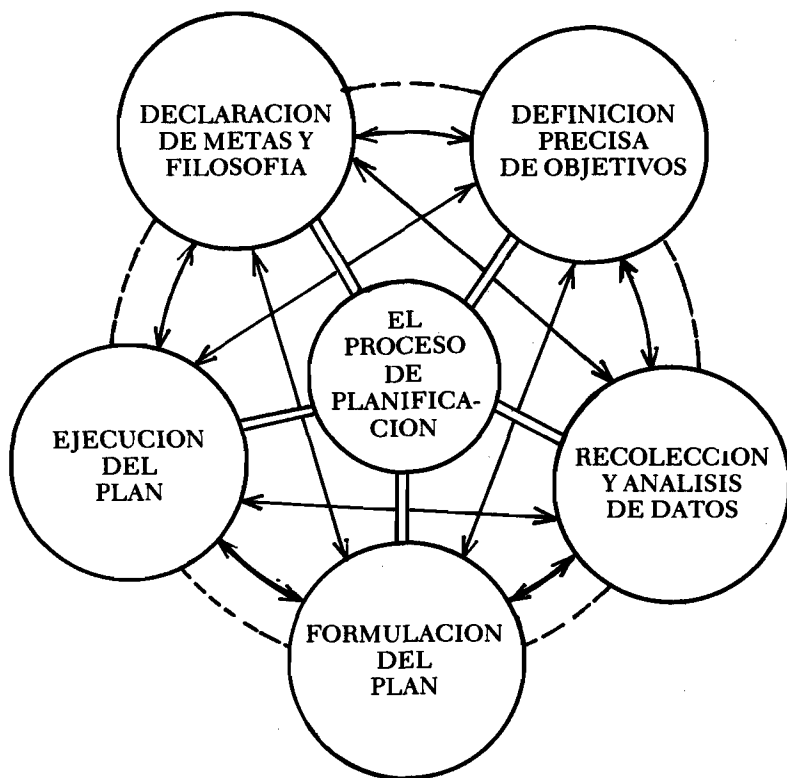 DECLARACION
DE METAS Y
FILOSOFIA
DEFINICION
PRECISA
DE OBJETIVOS
EL
PROCESO
DE
PLANIFICA-
CION
EJECUCION
DEL
PLAN
RECOLECCION
Y ANALISIS
DE DATOS
FORMULACION
DEL
PLAN